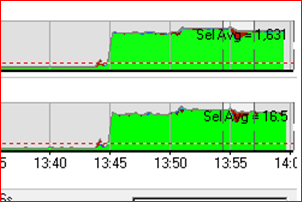 Sel Avg = 1,631
Sel Avg = 16.5
13:40 13:45 13:50 13:55